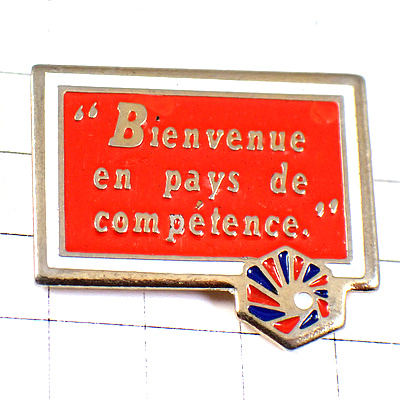 “Bienvenue
en pays de
compétence.”